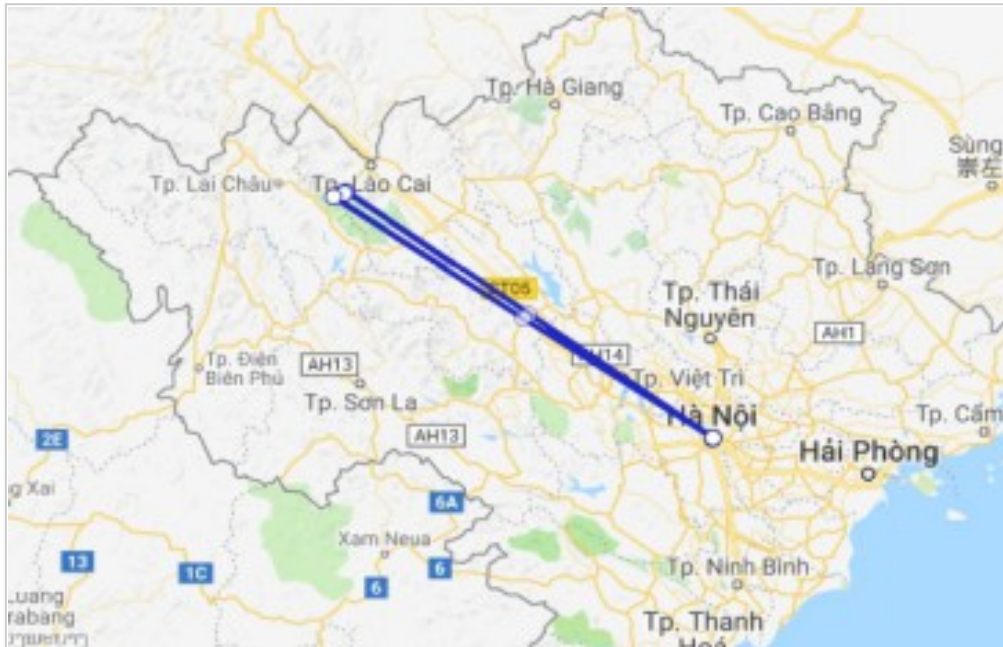 Tp. Hà Giang
Tp. Cao Bằng
Sùng
崇左
Tp. Lai Châu
Tp. Lào Cai
Tp. Lạng Sơn
Tp. Thái
Nguyên
AH1
AH14
Tp. Điện
Biên Phủ
AH13
Tp. Việt Trì
Tp. Sơn La
Hà Nội
Tp. Cẩm
2E
AH13
Hải Phòng
6A
Xam Neua
13
1C
6
6
Tp. Ninh Bình
Luang
rabang
Tp. Thanh
Hoá